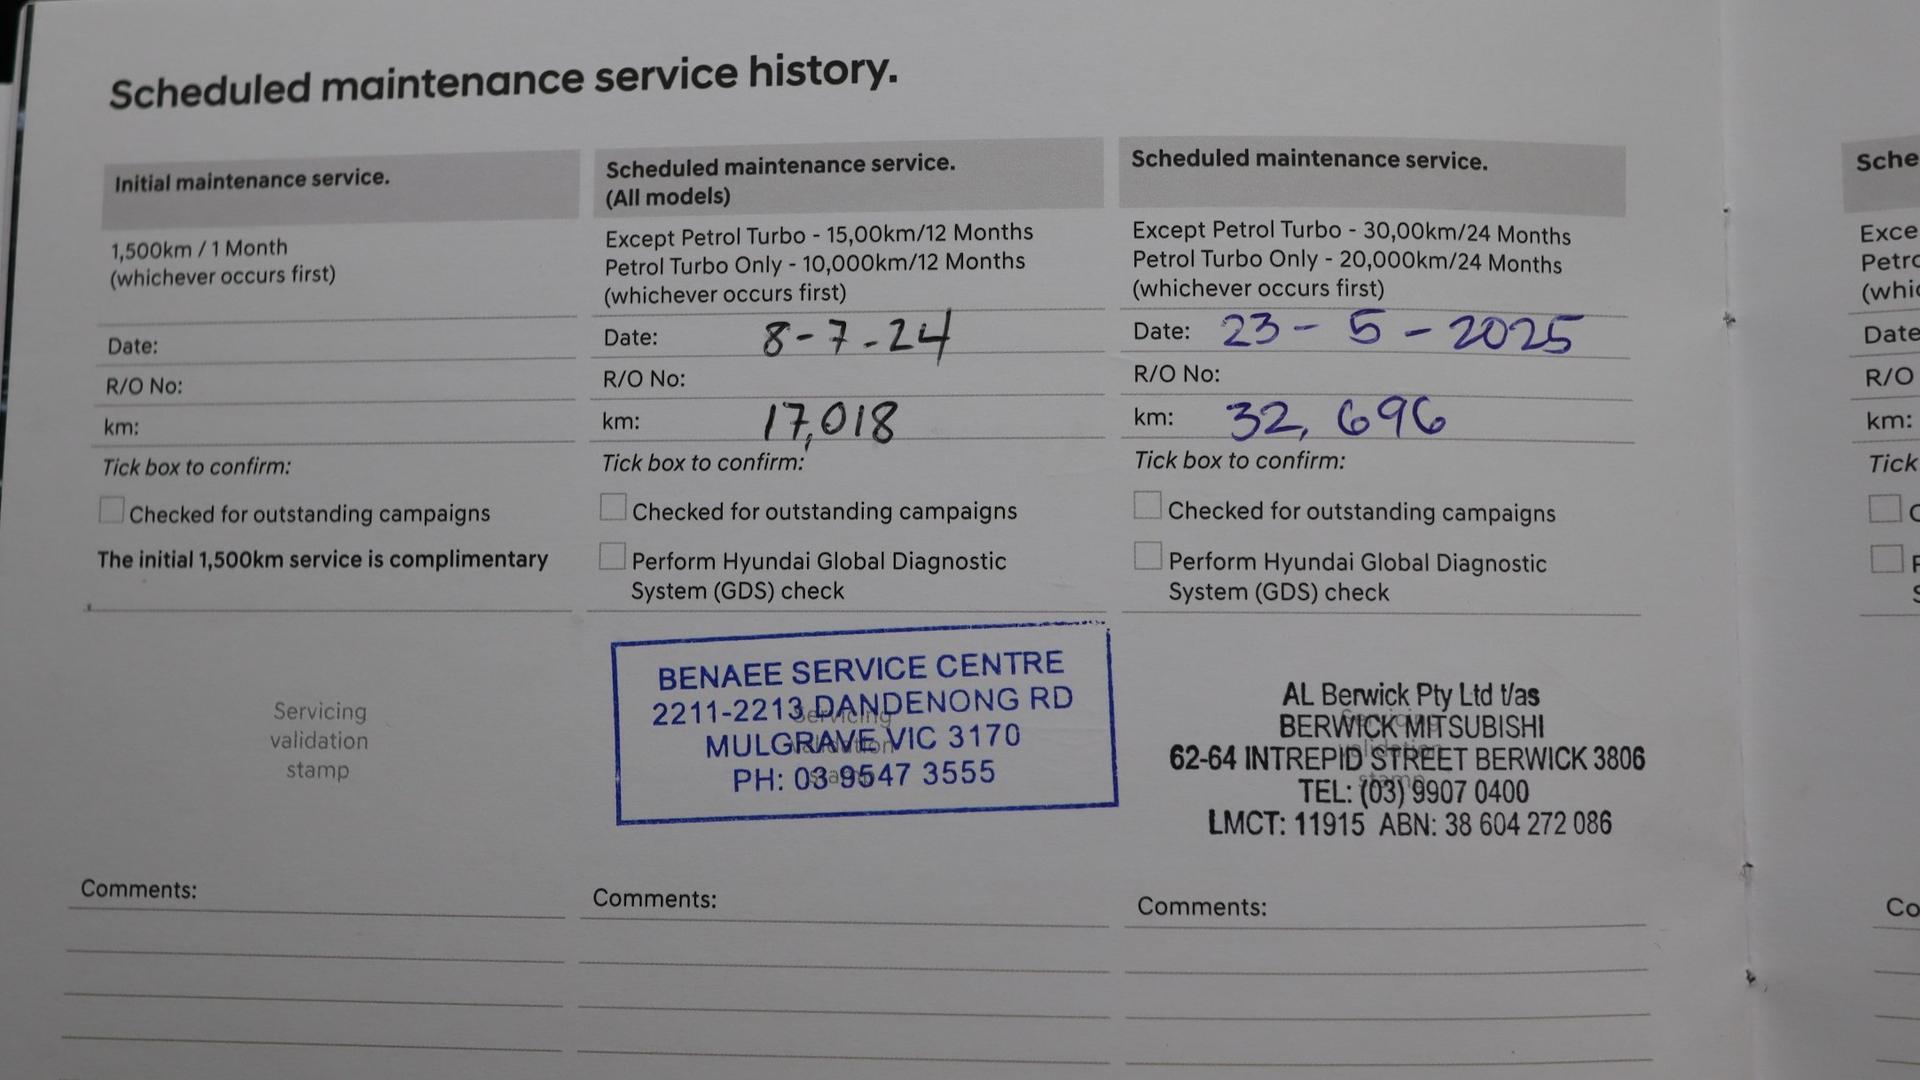 Scheduled maintenance service history.
Initial maintenance service.
1,500km / 1 Month
(whichever occurs first)
Date:
R/O No:
km:
Tick box to confirm:
Checked for outstanding campaigns
The initial 1,500km service is complimentary
Servicing
validation
stamp
Comments:
Scheduled maintenance service.
(All models)
Except Petrol Turbo - 15,00km/12 Months
Petrol Turbo Only - 10,000km/12 Months
(whichever occurs first)
Date: 8-7-24
R/O No:
km: 17,018
Tick box to confirm:
Checked for outstanding campaigns
Perform Hyundai Global Diagnostic
System (GDS) check
BENAEE SERVICE CENTRE
2211-2213 DANDENONG RD
MULGRAVE VIC 3170
PH: 03 9547 3555
Servicing
validation
stamp
Comments:
Scheduled maintenance service.
Except Petrol Turbo - 30,00km/24 Months
Petrol Turbo Only - 20,000km/24 Months
(whichever occurs first)
Date: 23-5-2025
R/O No:
km: 32,696
Tick box to confirm:
Checked for outstanding campaigns
Perform Hyundai Global Diagnostic
System (GDS) check
AL Berwick Pty Ltd t/as
BERWICK MITSUBISHI
62-64 INTREPID STREET BERWICK 3806
TEL: (03) 9907 0400
LMCT: 11915 ABN: 38 604 272 086
Servicing
validation
stamp
Comments:
Sche
Exce
Petro
(whic
Date
R/O
km:
Tick
Co